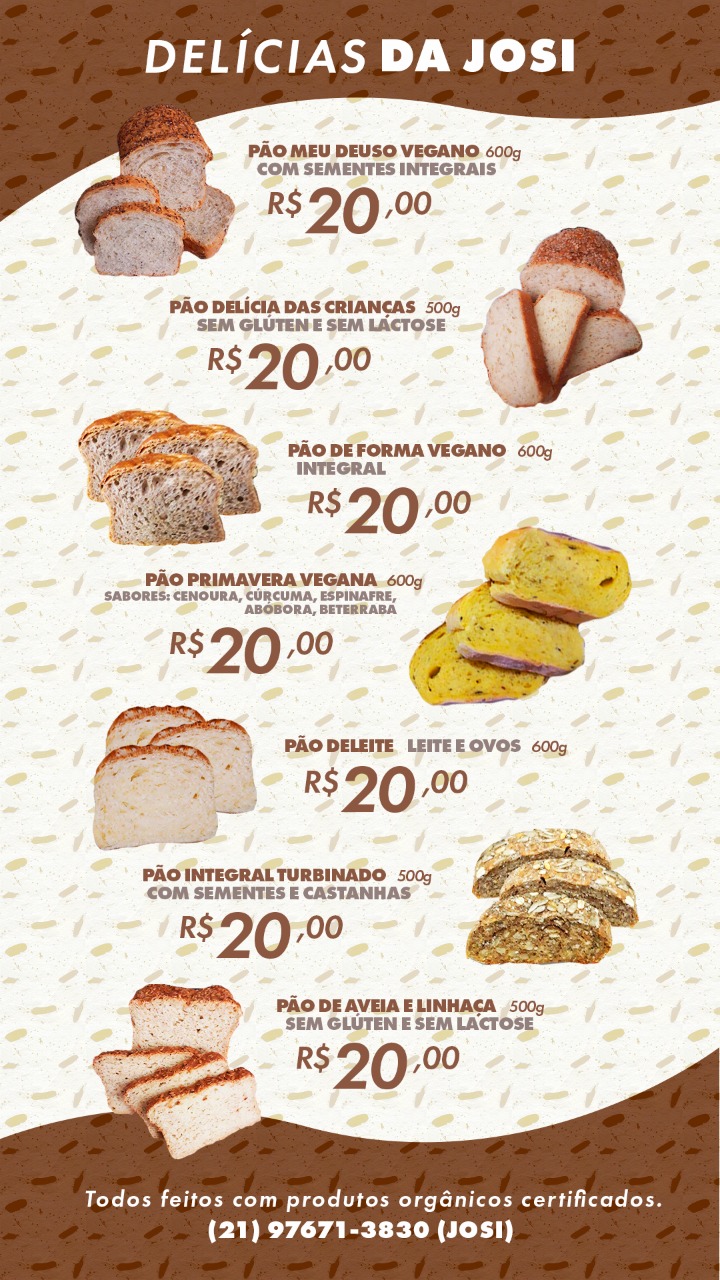 DELÍCIAS DA JOSI
PÃO MEU DEUSO VEGANO 600g
COM SEMENTES INTEGRAIS
R$ 20,00
PÃO DELÍCIA DAS CRIANÇAS 500g
SEM GLÚTEN E SEM LACTOSE
R$ 20,00
PÃO DE FORMA VEGANO 600g
INTEGRAL
R$ 20,00
PÃO PRIMAVERA VEGANA 600g
SABORES: CENOURA, CÚRCUMA, ESPINAFRE,
ABÓBORA, BETERRABA
R$ 20,00
PÃO DELEITE LEITE E OVOS 600g
R$ 20,00
PÃO INTEGRAL TURBINADO 500g
COM SEMENTES E CASTANHAS
R$ 20,00
PÃO DE AVEIA E LINHAÇA 500g
SEM GLÚTEN E SEM LACTOSE
R$ 20,00
Todos feitos com produtos orgânicos certificados.
(21) 97671-3830 (JOSI)